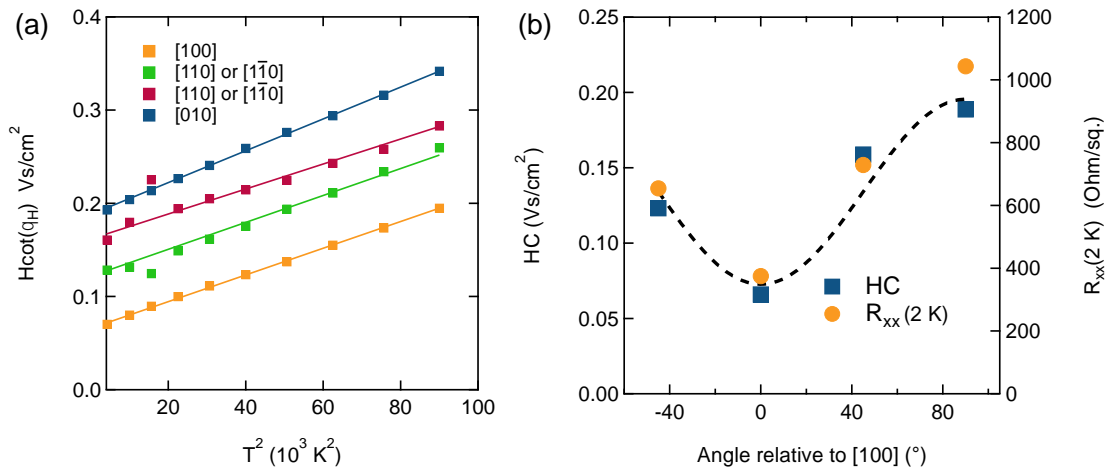 (a)
0.4
0.3
0.2
0.1
0.0
Hcot(qH) Vs/cm2
[100]
[110] or [11̄0]
[110] or [11̄0]
[010]
20
40
60
80
100
T2 (103 K2)
(b)
0.25
0.20
0.15
0.10
0.05
0.00
HC (Vs/cm2)
HC
Rxx (2 K)
-40
0
40
80
Angle relative to [100] (°)
1200
1000
800
600
400
200
0
Rxx(2 K) (Ohm/sq.)